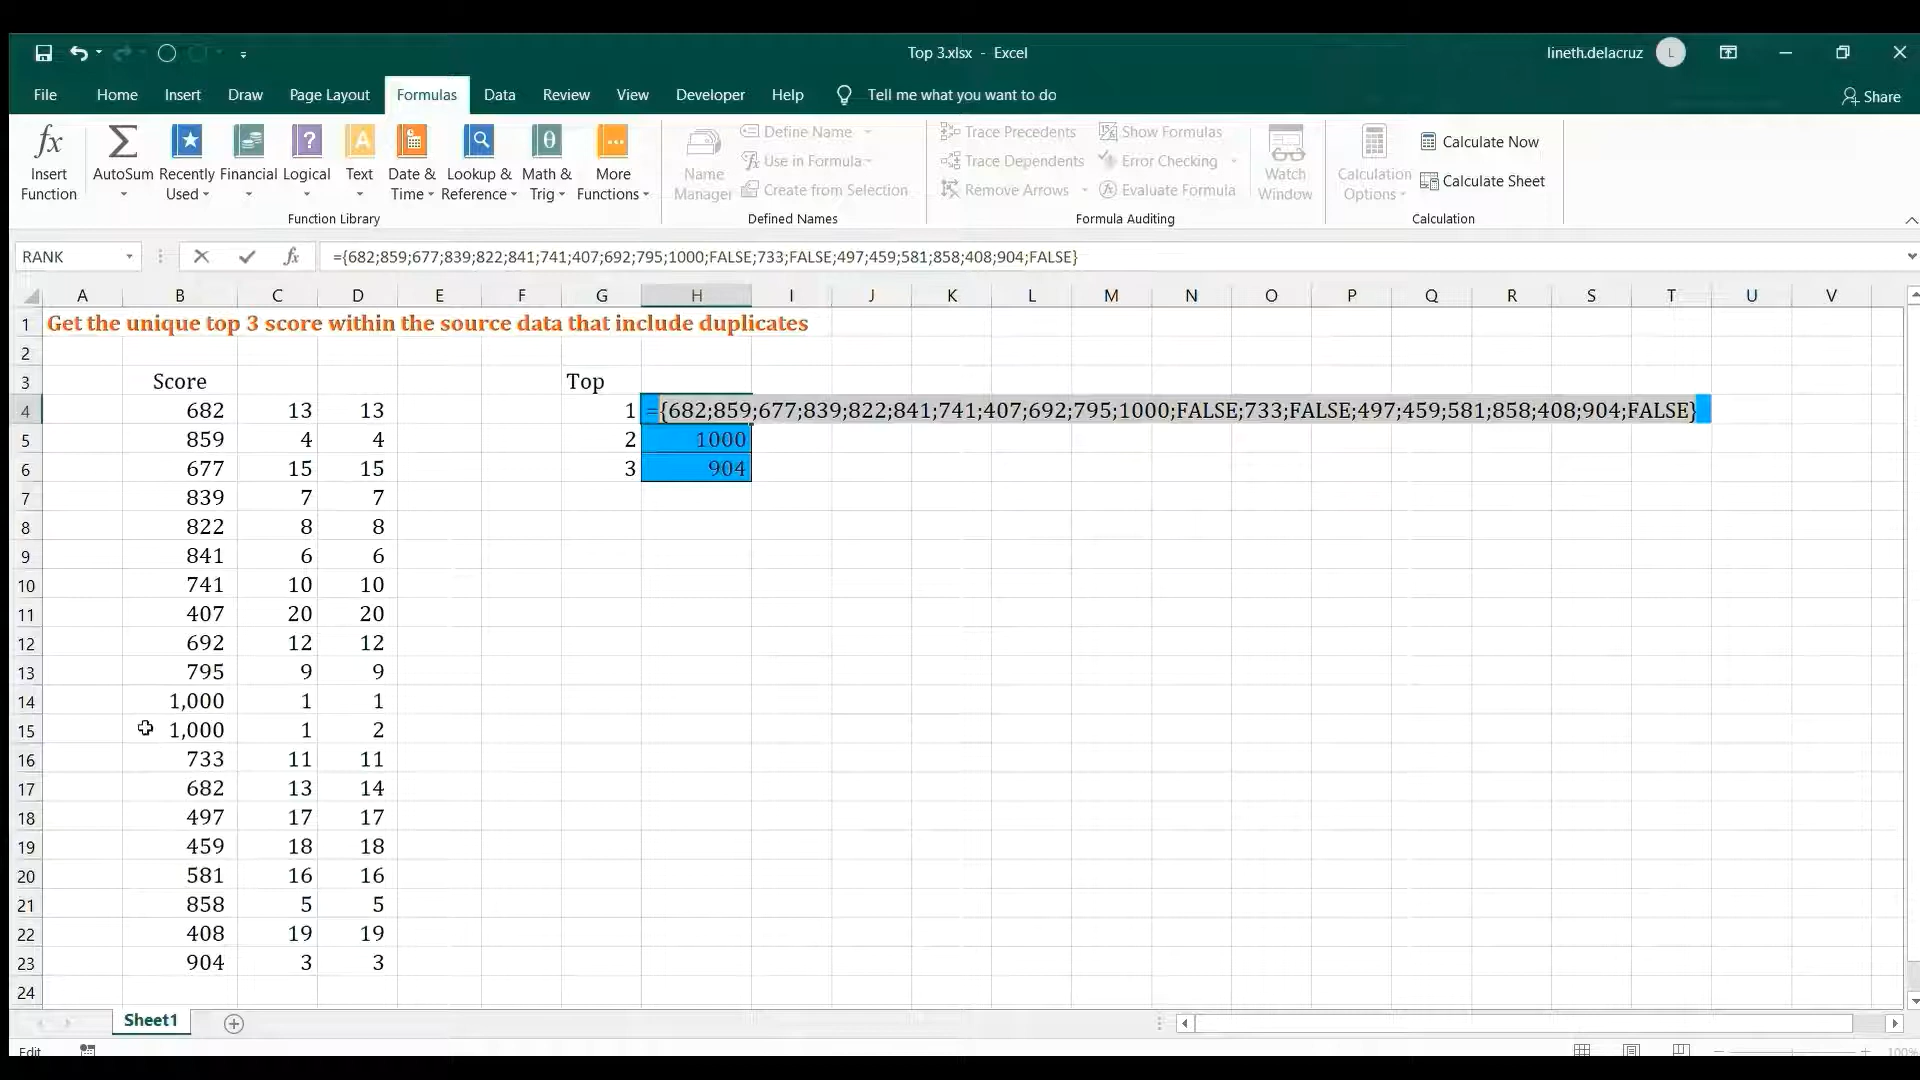 Top 3.xlsx - Excel
lineth.delacruz
L
File Home Insert Draw Page Layout Formulas Data Review View Developer Help Tell me what you want to do
Share
Insert Function
AutoSum
Recently Used
Financial
Logical
Text
Date & Time
Lookup & Reference
Math & Trig
More Functions
Function Library
Name Manager
Define Name
Use in Formula
Create from Selection
Defined Names
Trace Precedents
Trace Dependents
Remove Arrows
Show Formulas
Error Checking
Evaluate Formula
Formula Auditing
Watch Window
Calculation Options
Calculate Now
Calculate Sheet
Calculation
RANK
fx
={682;859;677;839;822;841;741;407;692;795;1000;FALSE;733;FALSE;497;459;581;858;408;904;FALSE}
A B C D E F G H I J K L M N O P Q R S T U V
1 Get the unique top 3 score within the source data that include duplicates
2
3 Score Top
4 682 13 13 1 ={682;859;677;839;822;841;741;407;692;795;1000;FALSE;733;FALSE;497;459;581;858;408;904;FALSE}
5 859 4 4 2 1000
6 677 15 15 3 904
7 839 7 7
8 822 8 8
9 841 6 6
10 741 10 10
11 407 20 20
12 692 12 12
13 795 9 9
14 1,000 1 1
15 1,000 1 2
16 733 11 11
17 682 13 14
18 497 17 17
19 459 18 18
20 581 16 16
21 858 5 5
22 408 19 19
23 904 3 3
24
Sheet1
Edit
100%